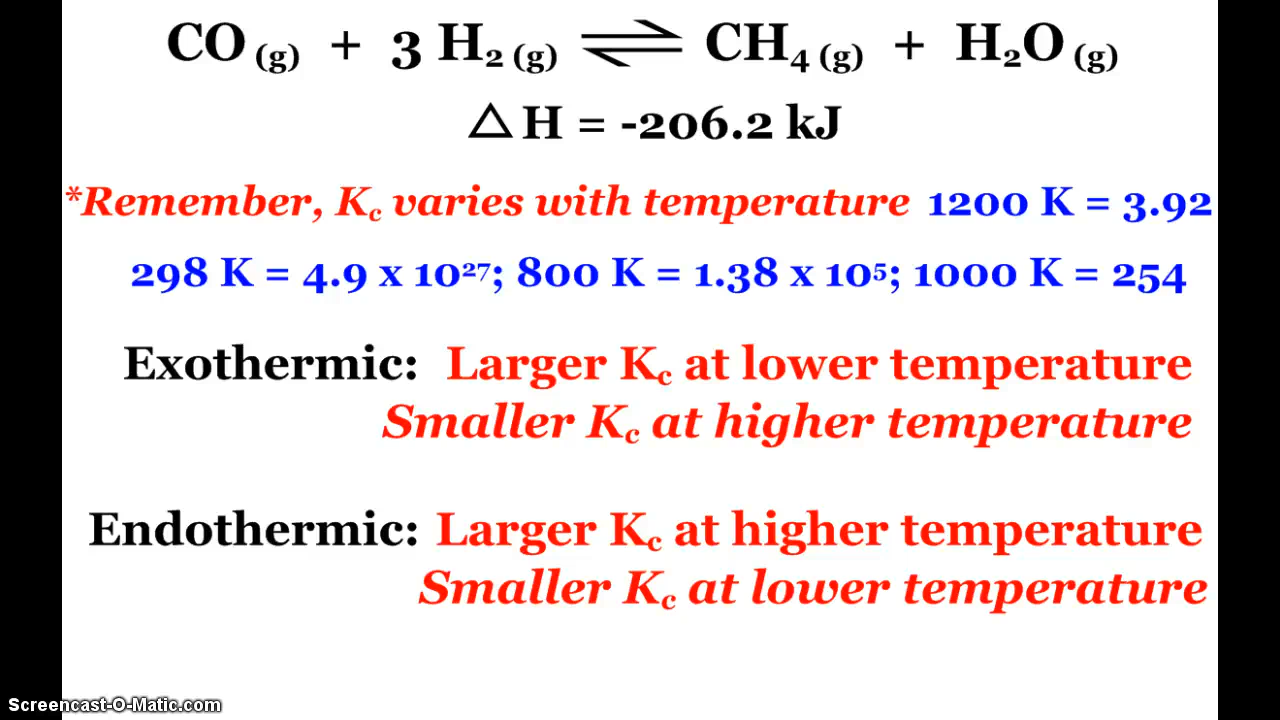 CO (g) + 3 H₂ (g) ⇌ CH₄ (g) + H₂O (g)
△ H = -206.2 kJ
*Remember, Kc varies with temperature 1200 K = 3.92
298 K = 4.9 x 10²⁷; 800 K = 1.38 x 10⁵; 1000 K = 254
Exothermic: Larger Kc at lower temperature
Smaller Kc at higher temperature
Endothermic: Larger Kc at higher temperature
Smaller Kc at lower temperature
Screencast-O-Matic.com